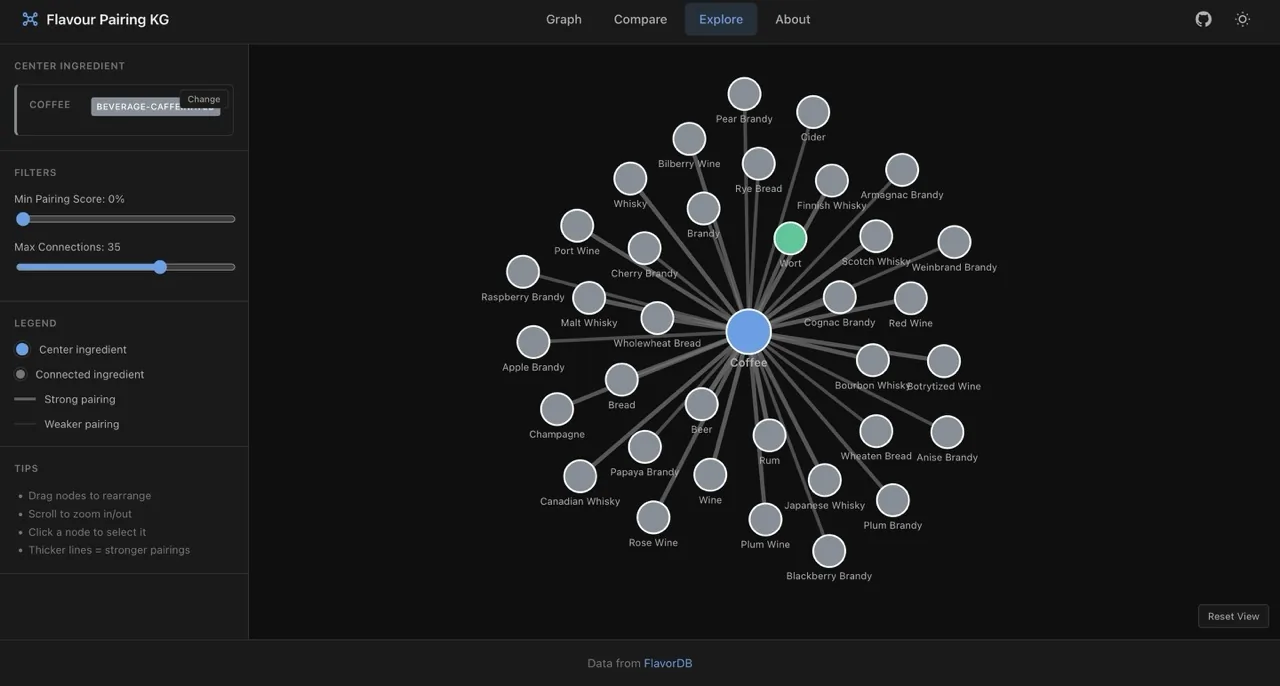 Flavour Pairing KG
Graph Compare Explore About
CENTER INGREDIENT
COFFEE
BEVERAGE-CAFFEINATED
Change
FILTERS
Min Pairing Score: 0%
Max Connections: 35
LEGEND
Center ingredient
Connected ingredient
Strong pairing
Weaker pairing
TIPS
• Drag nodes to rearrange
• Scroll to zoom in/out
• Click a node to select it
• Thicker lines = stronger pairings
Pear Brandy
Cider
Bilberry Wine
Rye Bread
Armagnac Brandy
Whisky
Finnish Whisky
Brandy
Port Wine
Wort
Scotch Whisky
Weinbrand Brandy
Cherry Brandy
Raspberry Brandy
Malt Whisky
Cognac Brandy
Red Wine
Wholewheat Bread
Coffee
Apple Brandy
Bourbon Whisky
Botrytized Wine
Bread
Champagne
Beer
Wheaten Bread
Anise Brandy
Rum
Papaya Brandy
Canadian Whisky
Wine
Japanese Whisky
Plum Brandy
Rose Wine
Plum Wine
Blackberry Brandy
Reset View
Data from FlavorDB